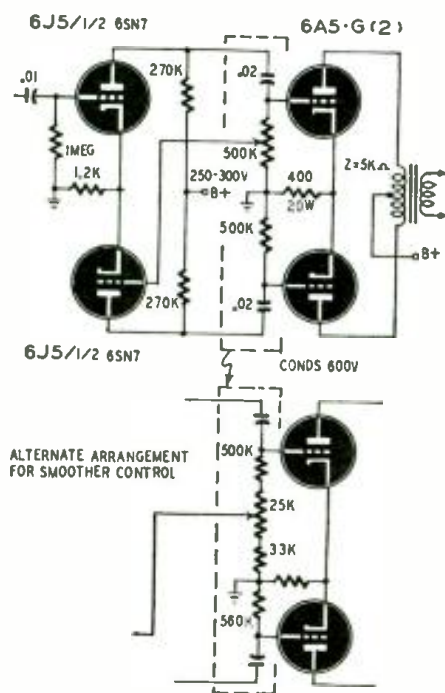 6J5/1/2 6SN7
6A5·G(2)
.01
270K
.02
1MEG
1.2K
500K
250-300V
B+
400
20W
Z=5KΩ
500K
B+
270K
.02
6J5/1/2 6SN7
CONDS 600V
ALTERNATE ARRANGEMENT
FOR SMOOTHER CONTROL
500K
25K
33K
560K